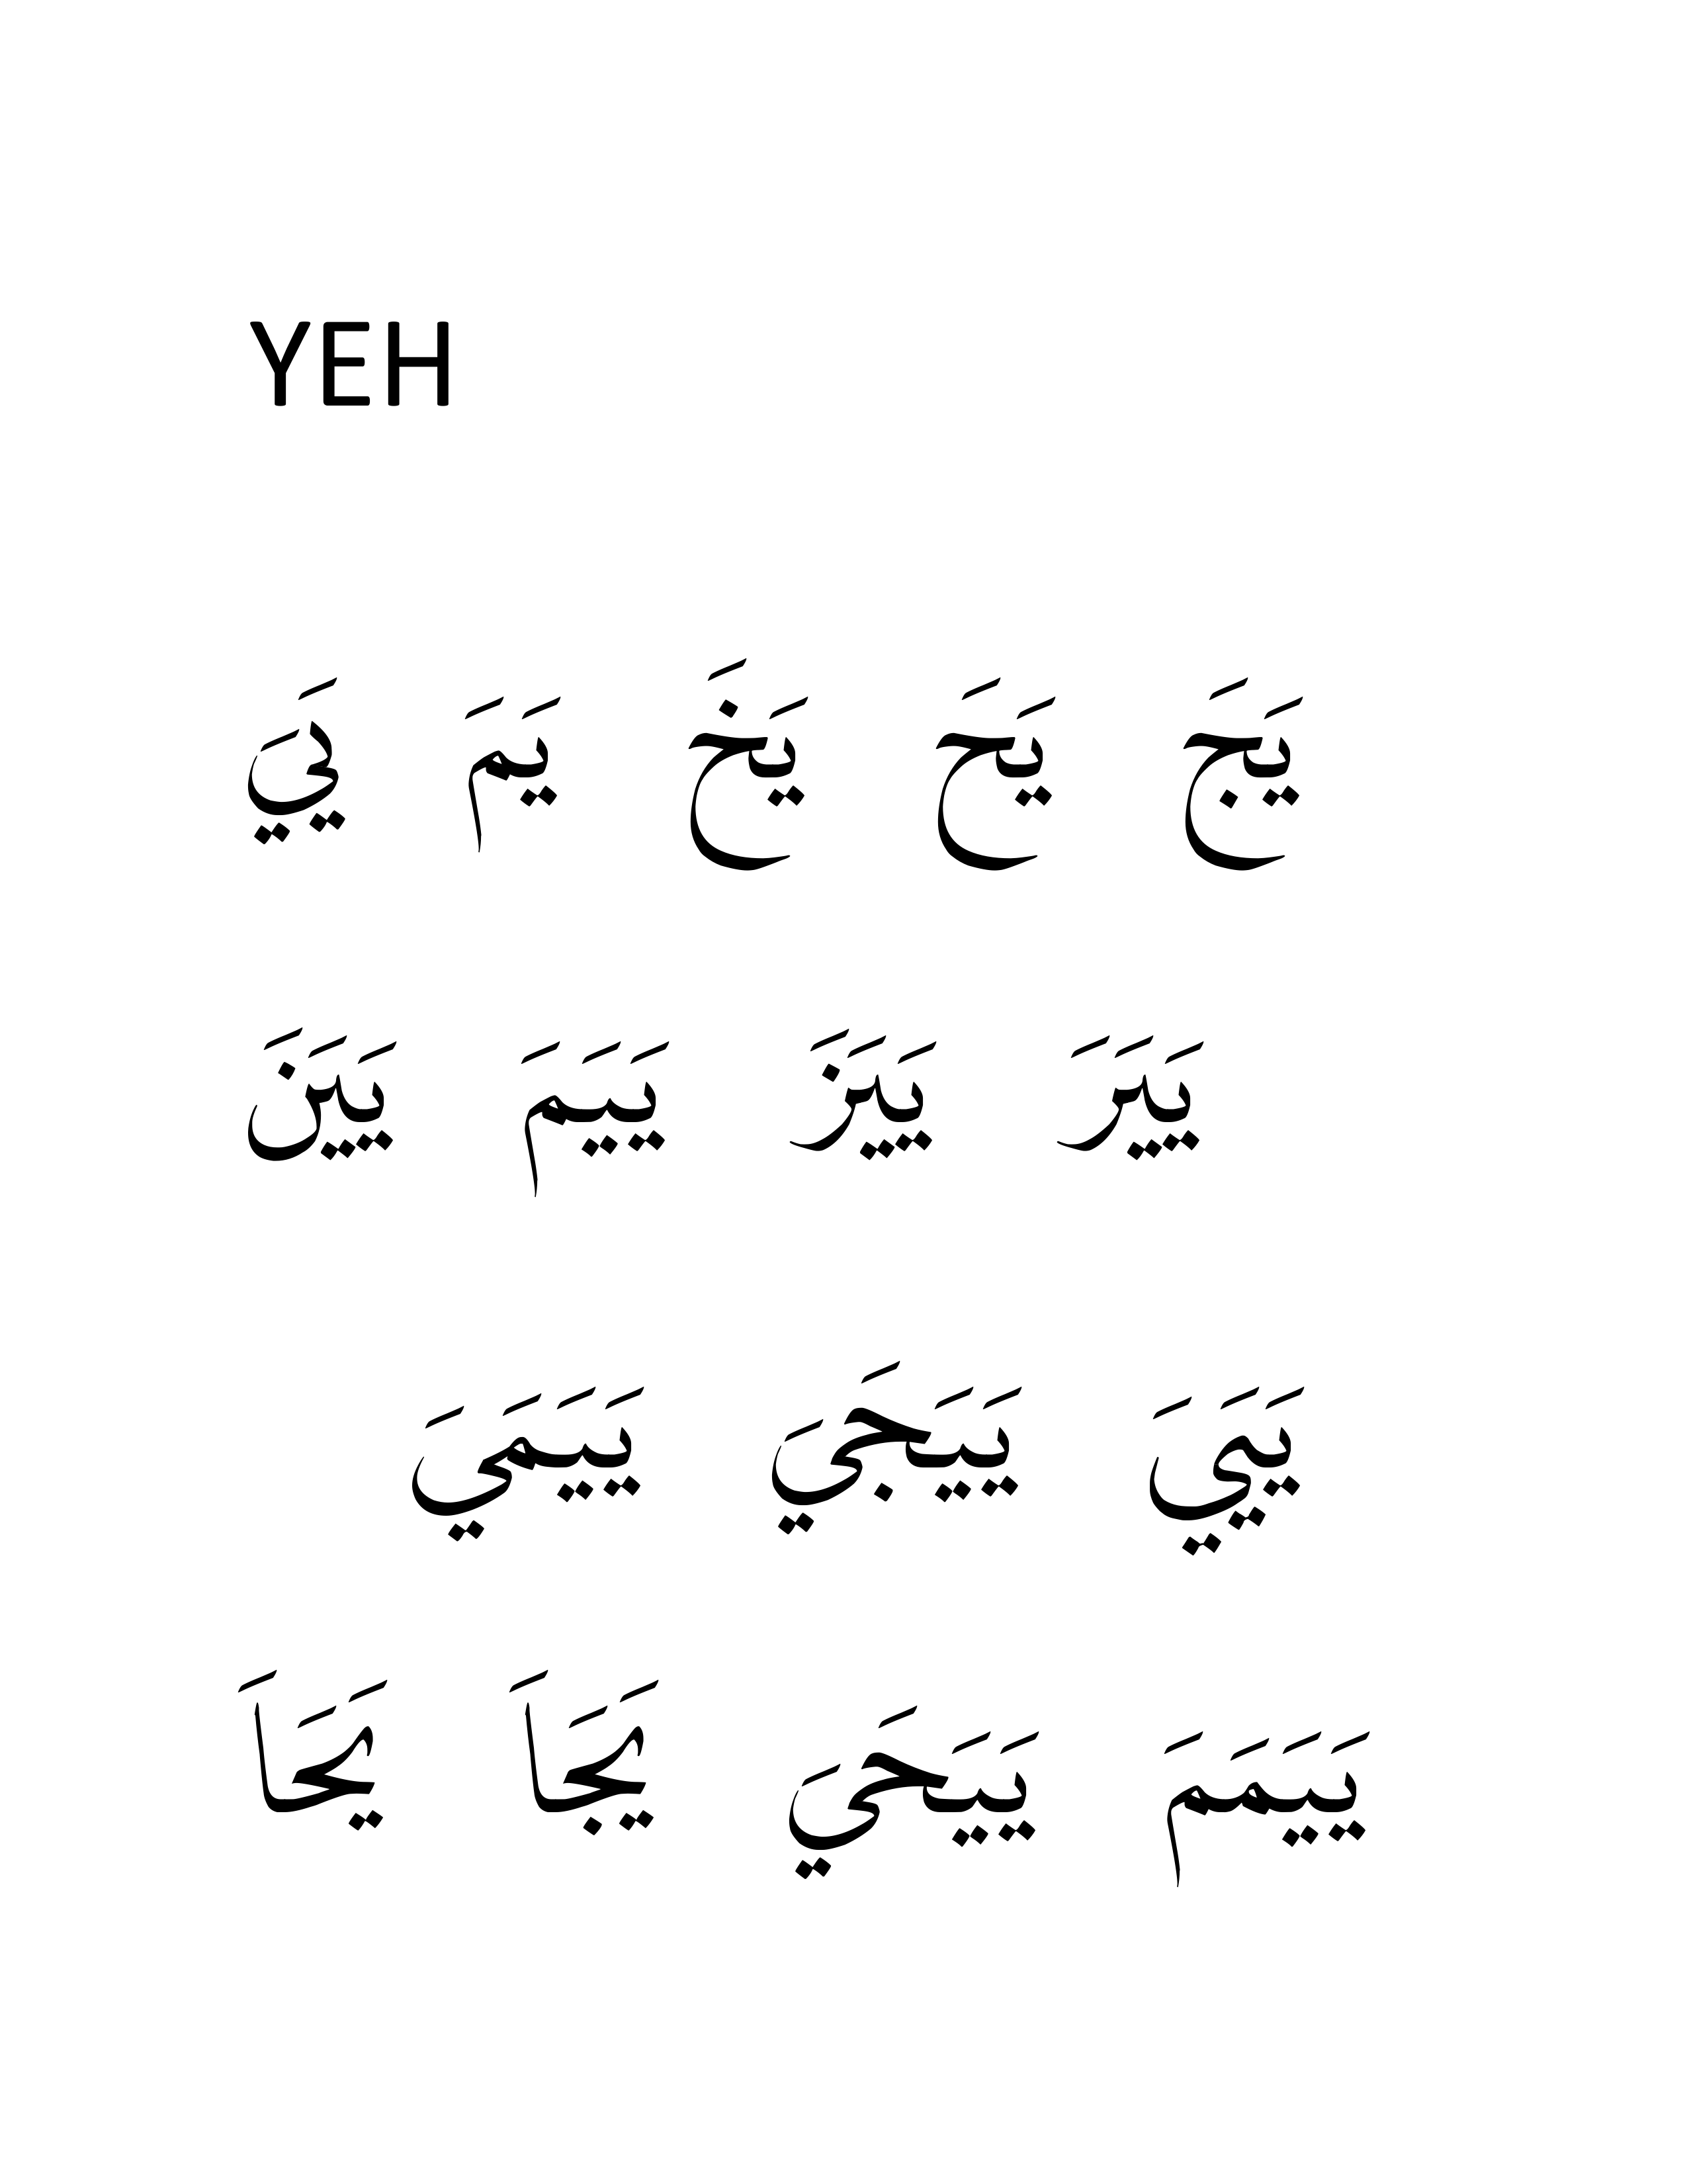 YEH
يَجَ يَحَ يَخَ يَمَ يَيَ
يَيَرَ يَيَزَ يَيَمَ يَيَنَ
يَيَيَ يَيَجَيَ يَيَمَيَ
يَيَمَمَ يَيَحَيَ يَجَاَ يَحَاَ